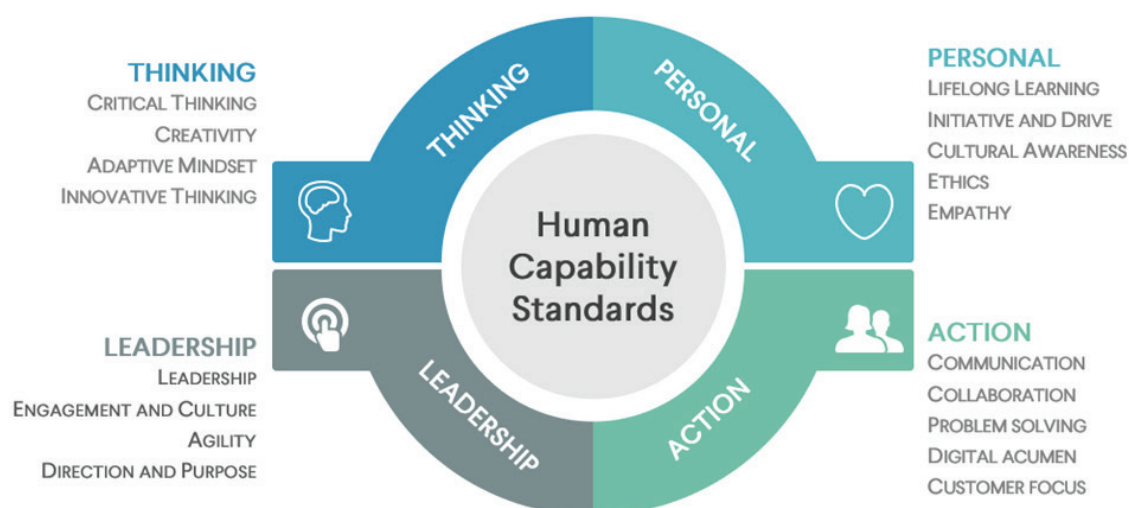 THINKING
CRITICAL THINKING
CREATIVITY
ADAPTIVE MINDSET
INNOVATIVE THINKING
THINKING
PERSONAL
PERSONAL
LIFELONG LEARNING
INITIATIVE AND DRIVE
CULTURAL AWARENESS
ETHICS
EMPATHY
Human
Capability
Standards
LEADERSHIP
LEADERSHIP
ENGAGEMENT AND CULTURE
AGILITY
DIRECTION AND PURPOSE
LEADERSHIP
ACTION
ACTION
COMMUNICATION
COLLABORATION
PROBLEM SOLVING
DIGITAL ACUMEN
CUSTOMER FOCUS